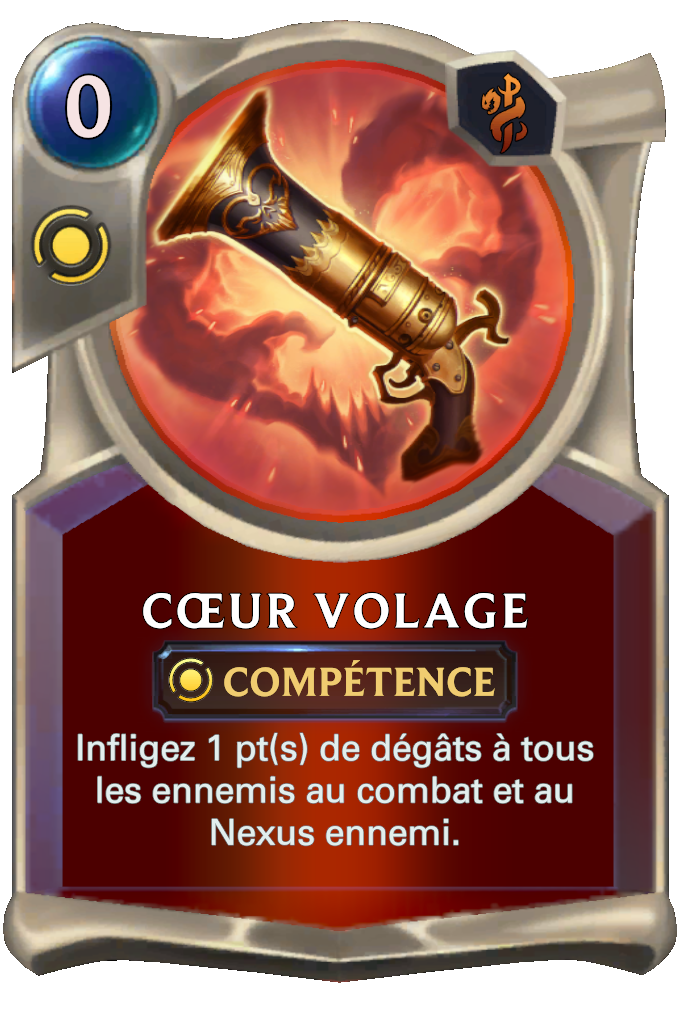 0
CŒUR VOLAGE
COMPÉTENCE
Infligez 1 pt(s) de dégâts à tous
les ennemis au combat et au
Nexus ennemi.